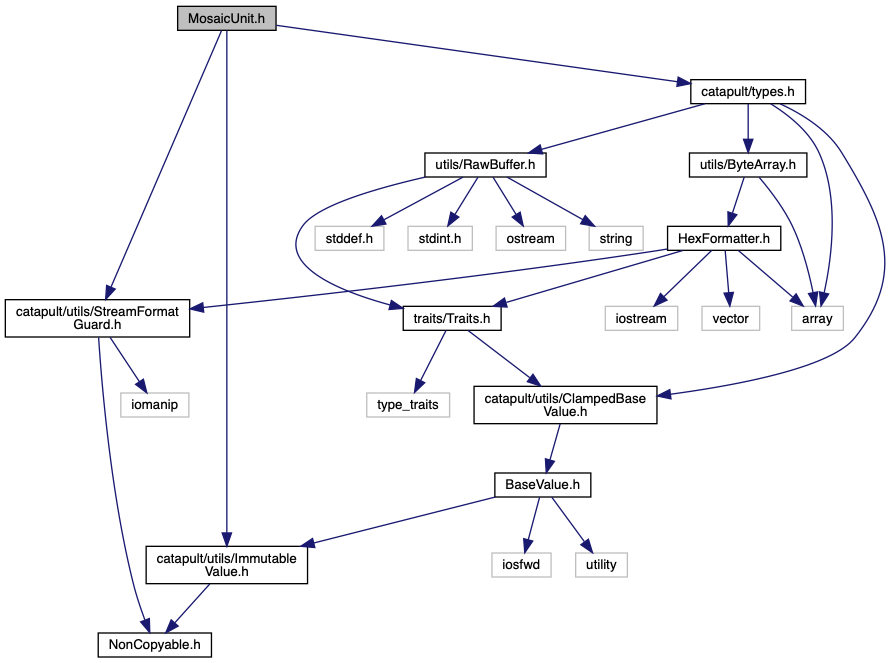 MosaicUnit.h
catapult/types.h
utils/RawBuffer.h
utils/ByteArray.h
stddef.h
stdint.h
ostream
string
HexFormatter.h
catapult/utils/StreamFormat
Guard.h
traits/Traits.h
iostream
vector
array
iomanip
type_traits
catapult/utils/ClampedBase
Value.h
BaseValue.h
catapult/utils/Immutable
Value.h
iosfwd
utility
NonCopyable.h